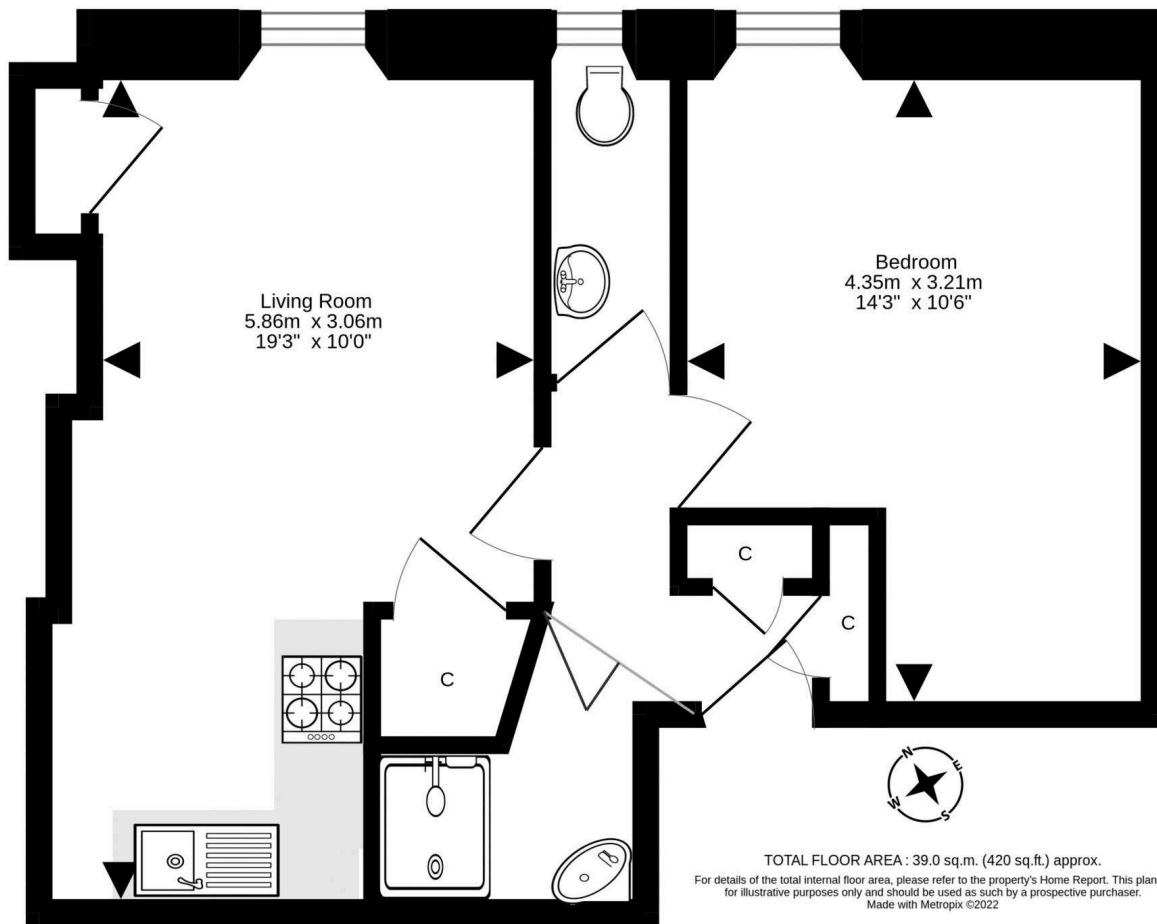 Living Room
5.86m x 3.06m
19'3" x 10'0"
Bedroom
4.35m x 3.21m
14'3" x 10'6"
C
C
C
N
E
W
S
TOTAL FLOOR AREA : 39.0 sq.m. (420 sq.ft.) approx.
For details of the total internal floor area, please refer to the property's Home Report. This plan
for illustrative purposes only and should be used as such by a prospective purchaser.
Made with Metropix ©2022